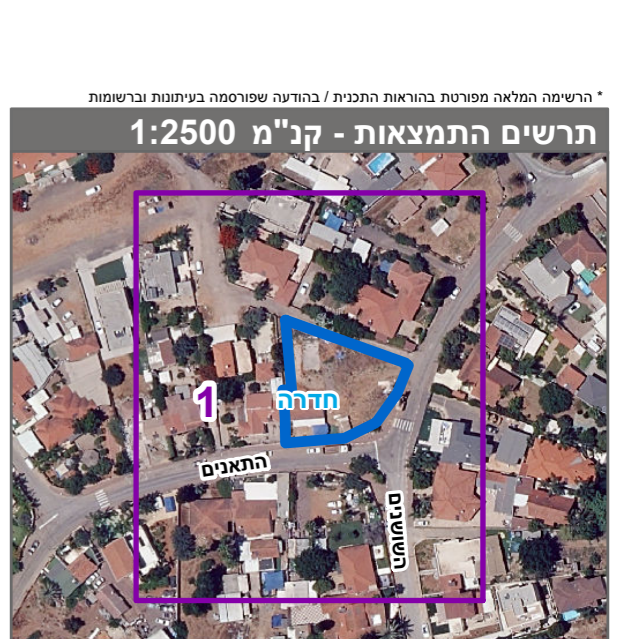 * הרשימה המלאה מפורטת בהוראות התכנית / בהודעה שפורסמה בעיתונות וברשומות
תרשים התמצאות - קנ"מ 1:2500
1
חדרה
התאנים
השושנים